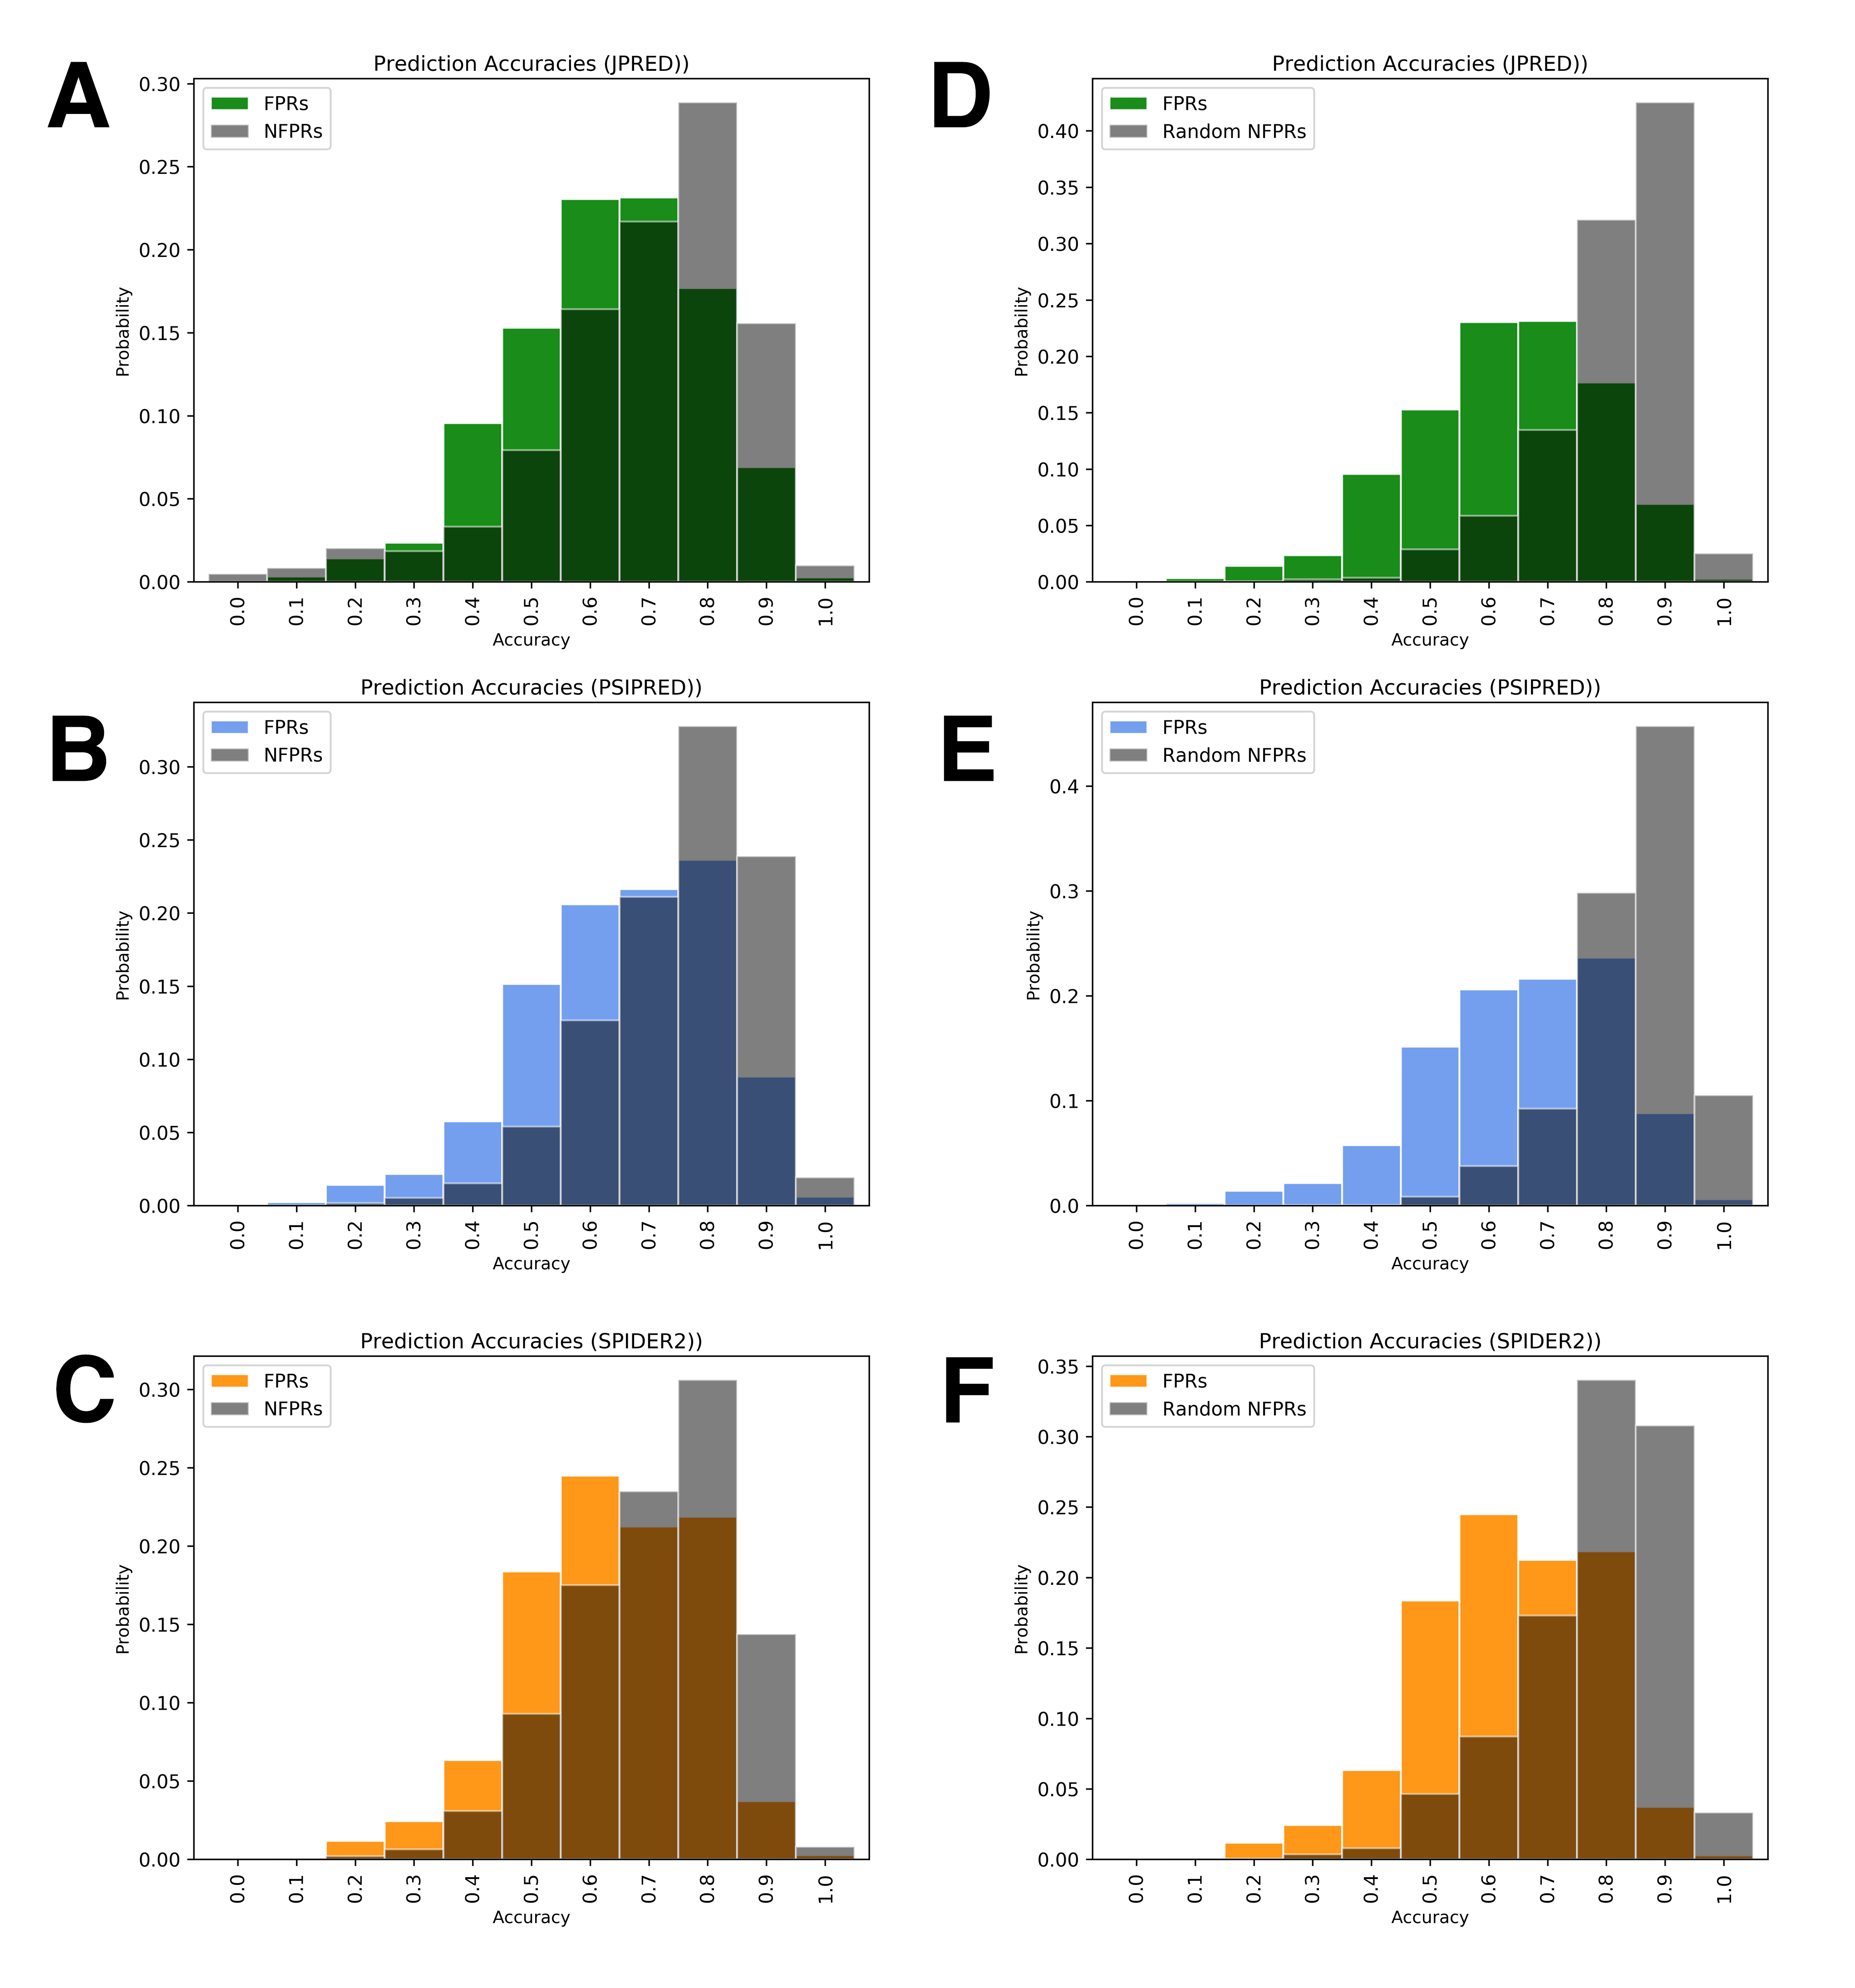 A
Prediction Accuracies (JPRED))
FPRs
NFPRs
0.30
0.25
0.20
0.15
0.10
0.05
0.00
Probability
0.0 0.1 0.2 0.3 0.4 0.5 0.6 0.7 0.8 0.9 1.0
Accuracy
D
Prediction Accuracies (JPRED))
FPRs
Random NFPRs
0.40
0.35
0.30
0.25
0.20
0.15
0.10
0.05
0.00
Probability
0.0 0.1 0.2 0.3 0.4 0.5 0.6 0.7 0.8 0.9 1.0
Accuracy
B
Prediction Accuracies (PSIPRED))
FPRs
NFPRs
0.30
0.25
0.20
0.15
0.10
0.05
0.00
Probability
0.0 0.1 0.2 0.3 0.4 0.5 0.6 0.7 0.8 0.9 1.0
Accuracy
E
Prediction Accuracies (PSIPRED))
FPRs
Random NFPRs
0.4
0.3
0.2
0.1
0.0
Probability
0.0 0.1 0.2 0.3 0.4 0.5 0.6 0.7 0.8 0.9 1.0
Accuracy
C
Prediction Accuracies (SPIDER2))
FPRs
NFPRs
0.30
0.25
0.20
0.15
0.10
0.05
0.00
Probability
0.0 0.1 0.2 0.3 0.4 0.5 0.6 0.7 0.8 0.9 1.0
Accuracy
F
Prediction Accuracies (SPIDER2))
FPRs
Random NFPRs
0.35
0.30
0.25
0.20
0.15
0.10
0.05
0.00
Probability
0.0 0.1 0.2 0.3 0.4 0.5 0.6 0.7 0.8 0.9 1.0
Accuracy